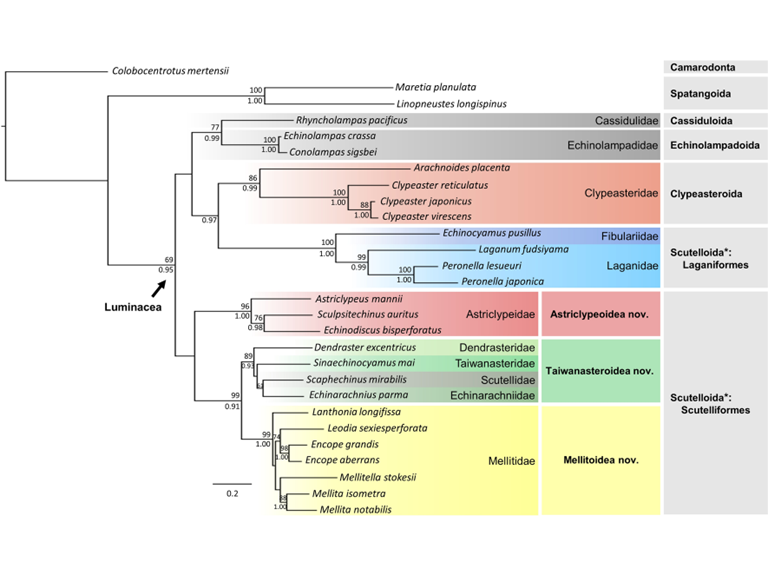 Colobocentrotus mertensii
Camarodonta
Maretia planulata
100
1.00
Linopneustes longispinus
Spatangoida
Rhyncholampas pacificus
Cassidulidae
Cassiduloida
77
0.99
Echinolampas crassa
100
1.00
Conolampas sigsbei
Echinolampadidae
Echinolampadoida
Arachnoides placenta
86
0.99
Clypeaster reticulatus
100
1.00
Clypeasteridae
Clypeasteroida
Clypeaster japonicus
88
1.00
Clypeaster virescens
0.97
Echinocyamus pusillus
Fibulariidae
100
1.00
Laganum fudsiyama
99
0.99
Laganidae
Peronella lesueuri
100
1.00
Peronella japonica
Scutelloida*:
Laganiformes
69
0.95
Luminacea
Astriclypeus mannii
96
1.00
Sculpsitechinus auritus
76
0.98
Echinodiscus bisperforatus
Astriclypeidae
Astriclypeoidea nov.
Dendraster excentricus
Dendrasteridae
89
0.93
Sinaechinocyamus mai
Taiwanasteridae
Taiwanasteroidea nov.
Scaphechinus mirabilis
Scutellidae
Echinarachnius parma
Echinarachniidae
99
0.91
Scutelloida*:
Scutelliformes
Lanthonia longifissa
Leodia sexiesperforata
99
1.00
74
Encope grandis
98
1.00
Encope aberrans
Mellitidae
Mellitoidea nov.
Mellitella stokesii
Mellita isometra
1.00
Mellita notabilis
0.2